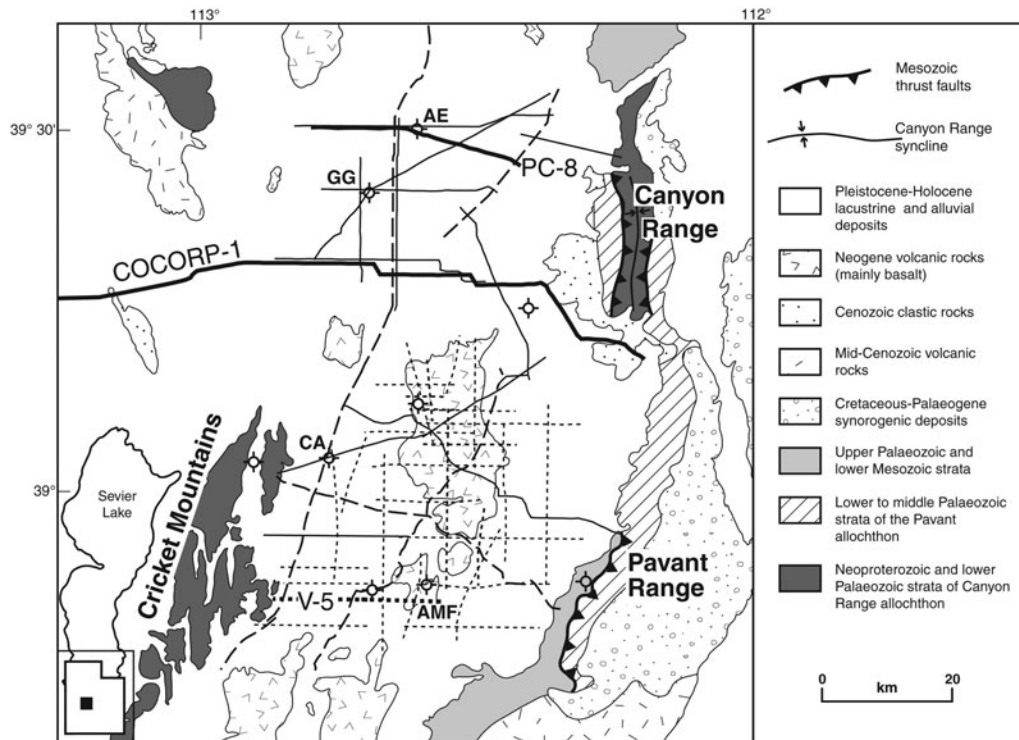 113°
112°
39° 30'
AE
PC-8
GG
Canyon
Range
COCORP-1
CA
39°
Cricket Mountains
Sevier
Lake
Pavant
Range
V-5
AMF
Mesozoic
thrust faults
Canyon Range
syncline
Pleistocene-Holocene
lacustrine and alluvial
deposits
Neogene volcanic rocks
(mainly basalt)
Cenozoic clastic rocks
Mid-Cenozoic volcanic
rocks
Cretaceous-Palaeogene
synorogenic deposits
Upper Palaeozoic and
lower Mesozoic strata
Lower to middle Palaeozoic
strata of the Pavant
allochthon
Neoproterozoic and lower
Palaeozoic strata of Canyon
Range allochthon
0 20
km